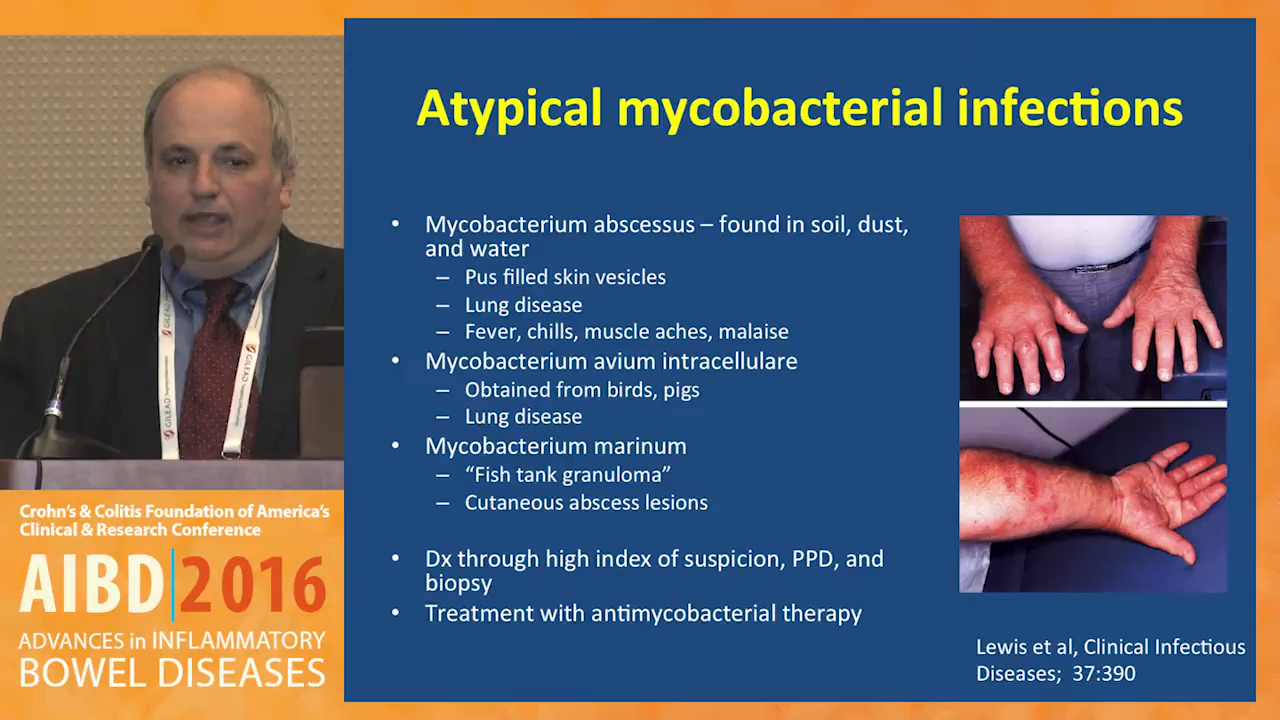 Atypical mycobacterial infections
• Mycobacterium abscessus – found in soil, dust,
and water
– Pus filled skin vesicles
– Lung disease
– Fever, chills, muscle aches, malaise
• Mycobacterium avium intracellulare
– Obtained from birds, pigs
– Lung disease
• Mycobacterium marinum
– “Fish tank granuloma”
– Cutaneous abscess lesions
• Dx through high index of suspicion, PPD, and
biopsy
• Treatment with antimycobacterial therapy
Lewis et al, Clinical Infectious
Diseases; 37:390
GILEAD
GILEAD
Crohn's & Colitis Foundation of America's
Clinical & Research Conference
AIBD 2016
ADVANCES in INFLAMMATORY
BOWEL DISEASES